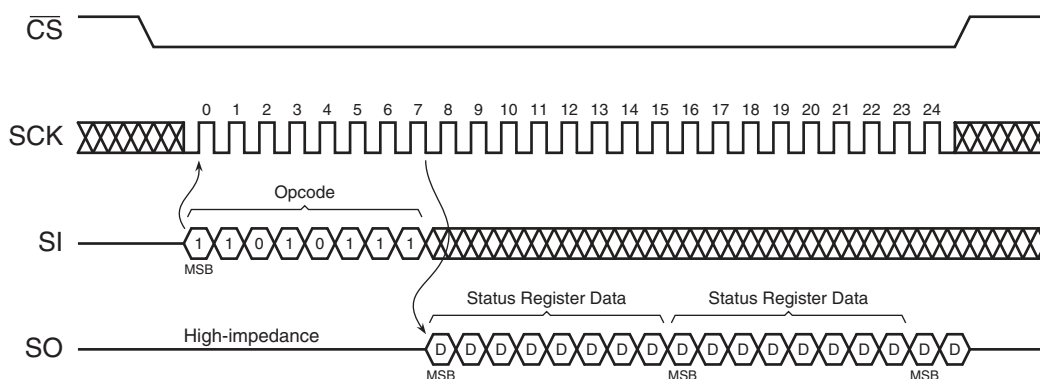 CS
SCK
0 1 2 3 4 5 6 7 8 9 10 11 12 13 14 15 16 17 18 19 20 21 22 23 24
Opcode
SI
1 1 0 1 0 1 1 1
MSB
Status Register Data Status Register Data
High-impedance
SO
D D D D D D D D D D D D D D D D D D
MSB MSB MSB